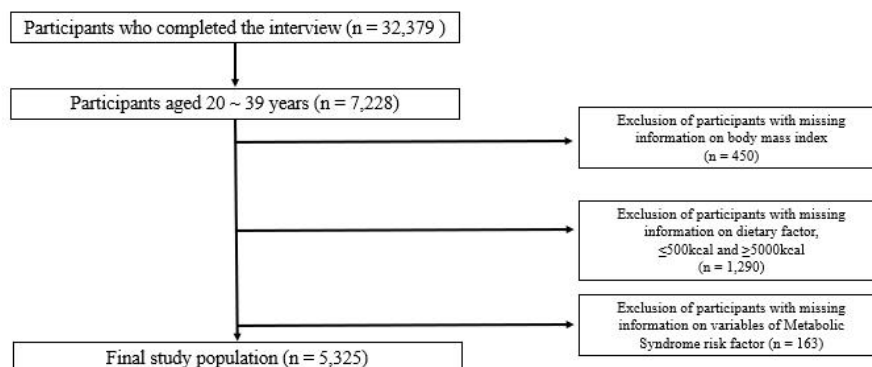 Participants who completed the interview (n = 32,379 )
Participants aged 20 ~ 39 years (n = 7,228)
Exclusion of participants with missing
information on body mass index
(n = 450)
Exclusion of participants with missing
information on dietary factor,
≤500kcal and ≥5000kcal
(n = 1,290)
Exclusion of participants with missing
information on variables of Metabolic
Syndrome risk factor (n = 163)
Final study population (n = 5,325)